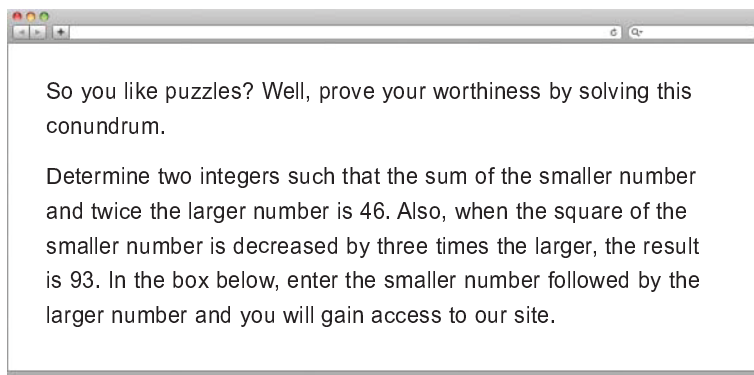 So you like puzzles? Well, prove your worthiness by solving this
conundrum.
Determine two integers such that the sum of the smaller number
and twice the larger number is 46. Also, when the square of the
smaller number is decreased by three times the larger, the result
is 93. In the box below, enter the smaller number followed by the
larger number and you will gain access to our site.